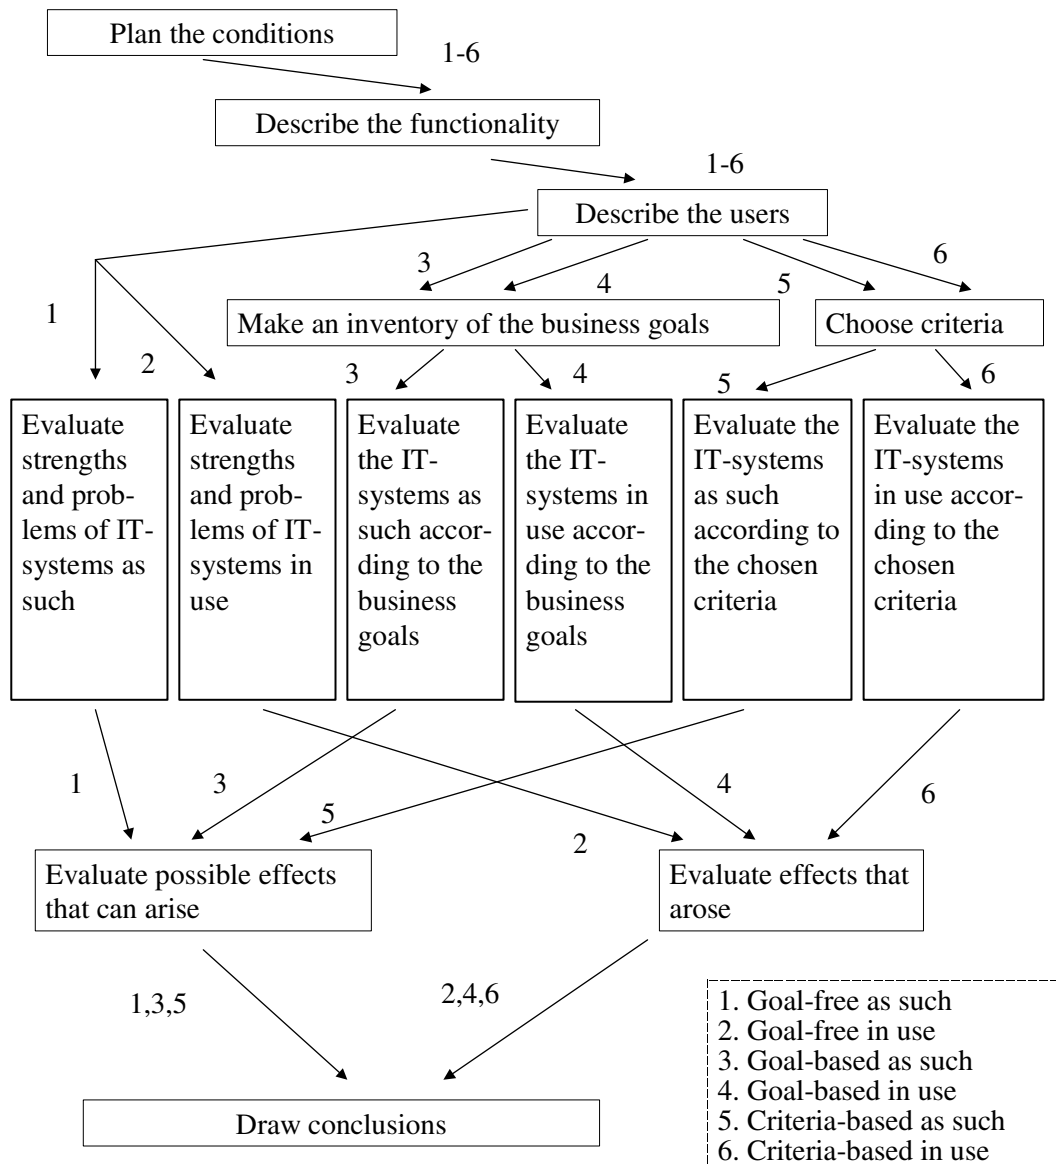 Plan the conditions
1-6
Describe the functionality
1-6
Describe the users
3
4
5
6
1
2
Make an inventory of the business goals
Choose criteria
3
4
5
6
Evaluate
strengths
and prob-
lems of IT-
systems as
such
Evaluate
strengths
and prob-
lems of IT-
systems in
use
Evaluate
the IT-
systems as
such accor-
ding to the
business
goals
Evaluate
the IT-
systems in
use accor-
ding to the
business
goals
Evaluate the
IT-systems
as such
according to
the chosen
criteria
Evaluate the
IT-systems
in use accor-
ding to the
chosen
criteria
1
3
5
2
4
6
Evaluate possible effects
that can arise
Evaluate effects that
arose
1,3,5
2,4,6
Draw conclusions
1. Goal-free as such
2. Goal-free in use
3. Goal-based as such
4. Goal-based in use
5. Criteria-based as such
6. Criteria-based in use